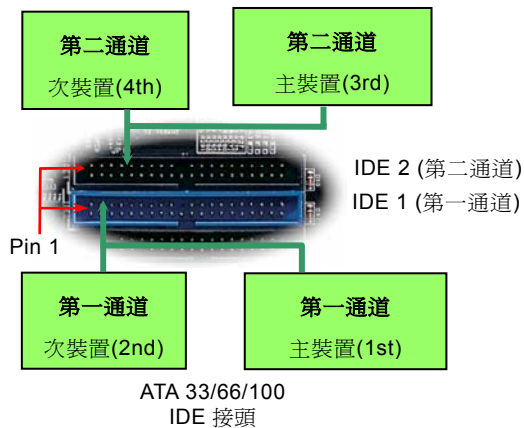 第二通道
次裝置(4th)
第二通道
主裝置(3rd)
IDE 2 (第二通道)
IDE 1 (第一通道)
Pin 1
第一通道
次裝置(2nd)
第一通道
主裝置(1st)
ATA 33/66/100
IDE 接頭